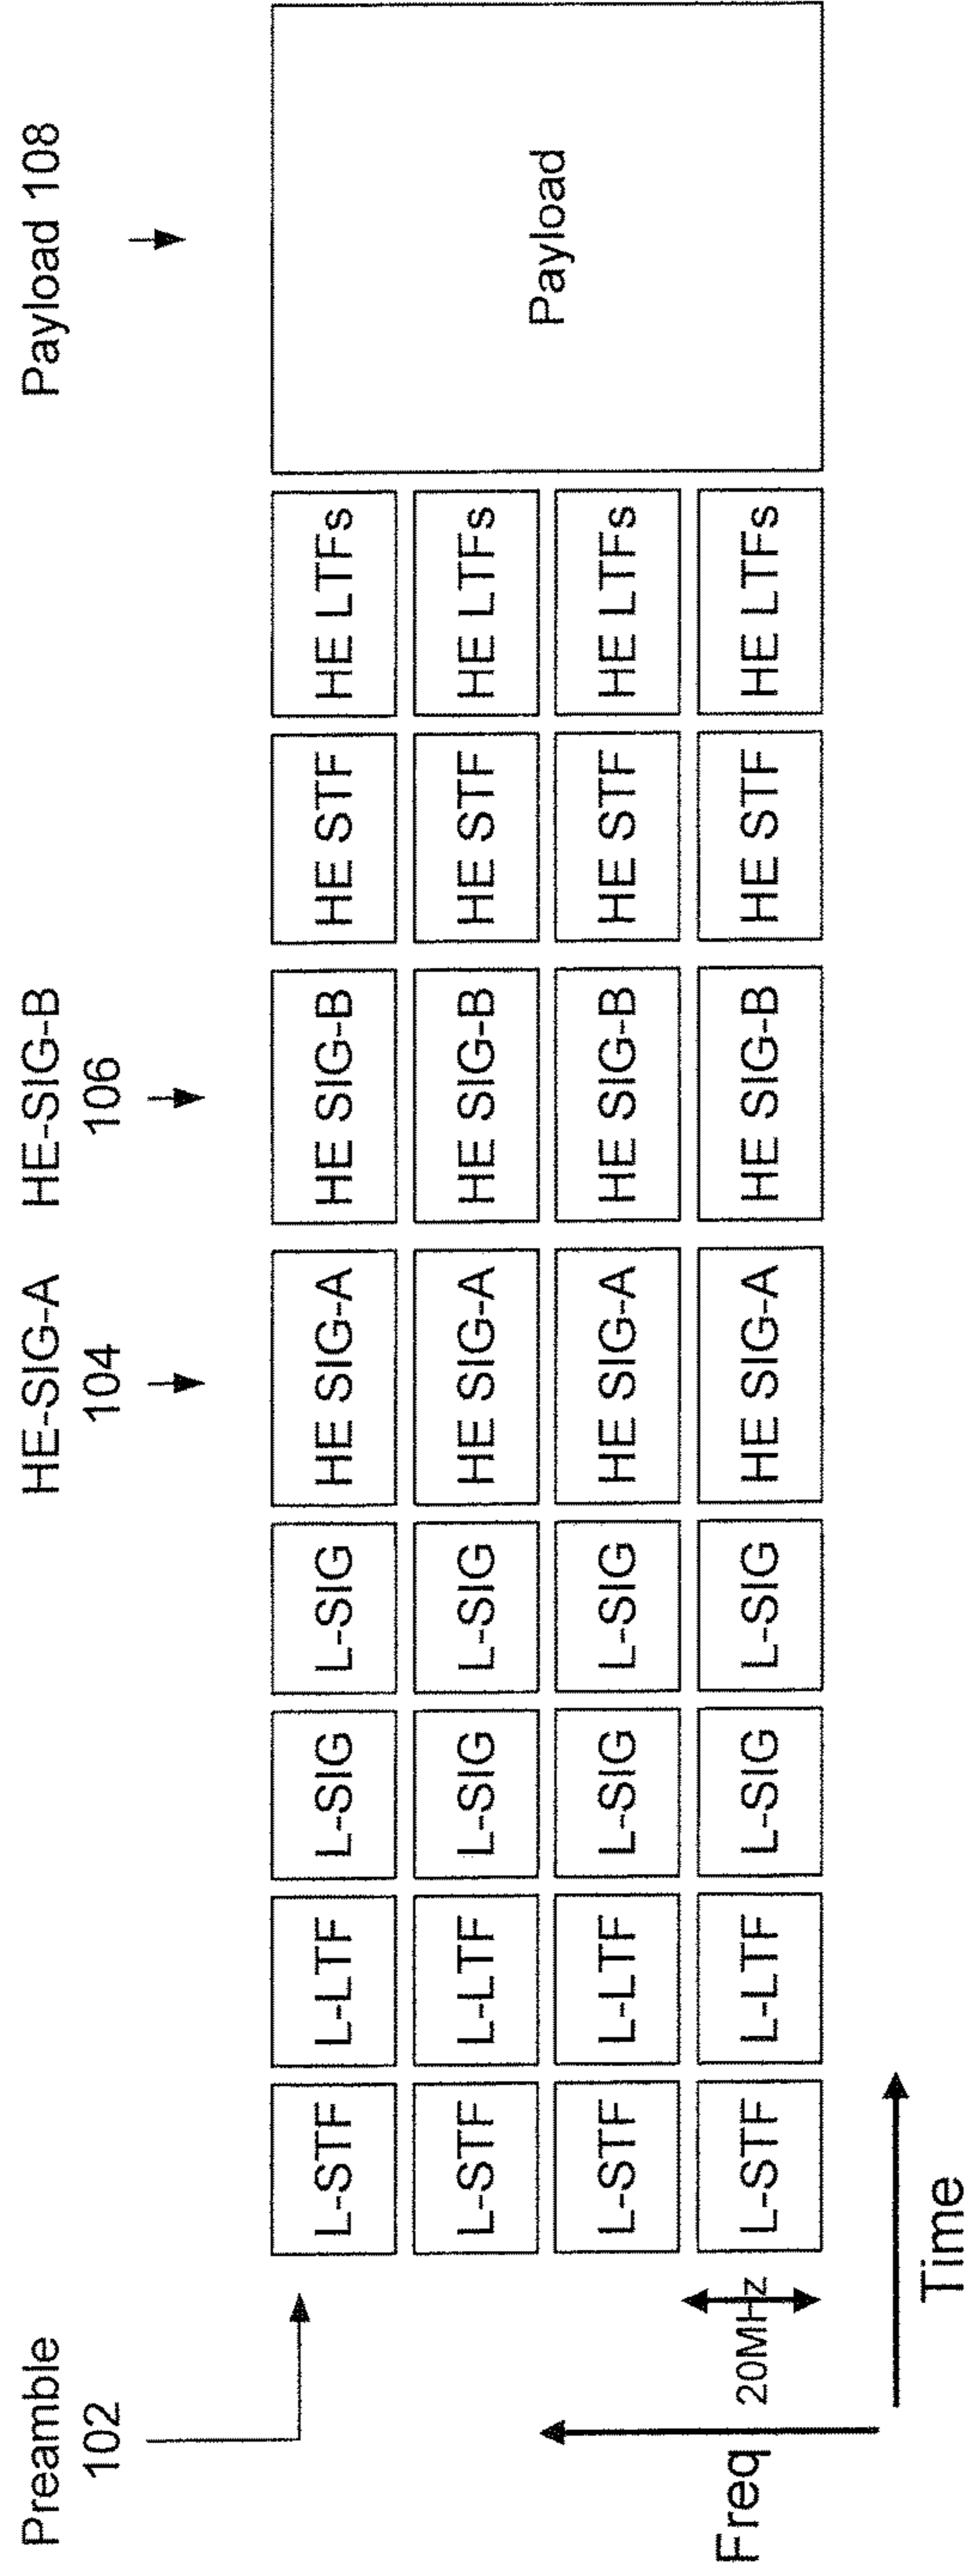 Preamble
102
HE-SIG-A
104
HE-SIG-B
106
Payload 108
L-STF L-LTF L-SIG L-SIG HE SIG-A HE SIG-B HE STF HE LTFs
L-STF L-LTF L-SIG L-SIG HE SIG-A HE SIG-B HE STF HE LTFs
Payload
L-STF L-LTF L-SIG L-SIG HE SIG-A HE SIG-B HE STF HE LTFs
L-STF L-LTF L-SIG L-SIG HE SIG-A HE SIG-B HE STF HE LTFs
Freq
20MHz
Time